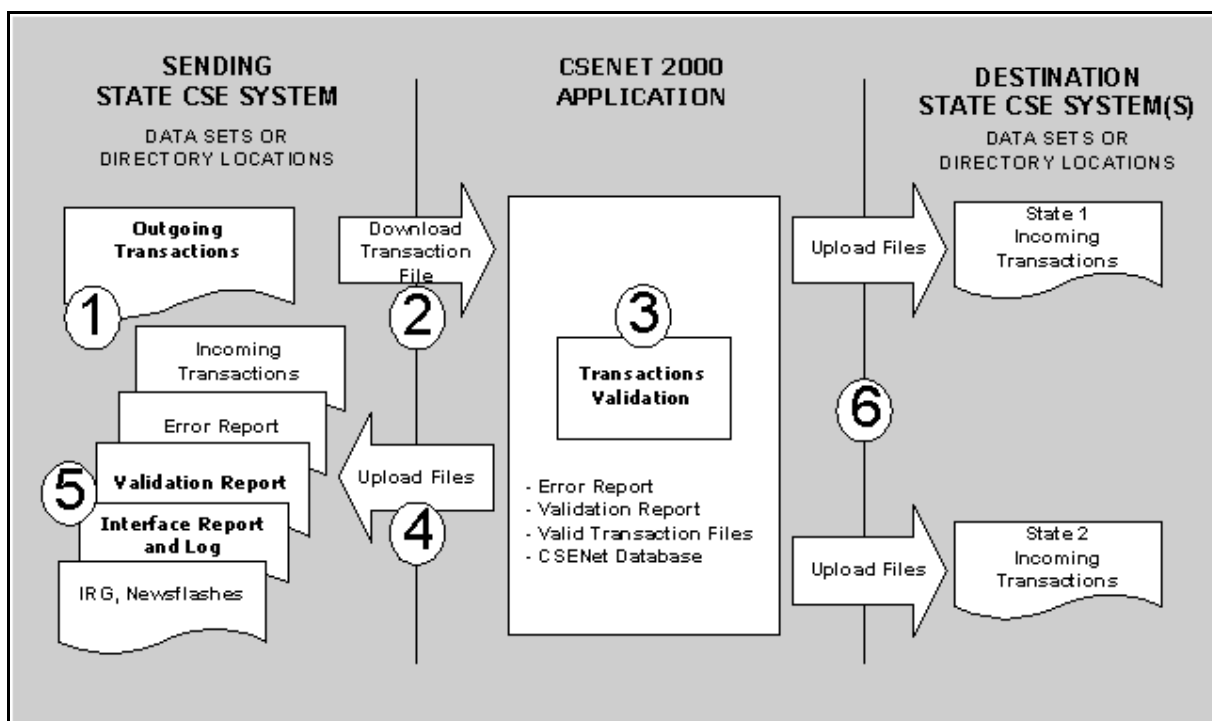 SENDING
STATE CSE SYSTEM
DATA SETS OR
DIRECTORY LOCATIONS
CSENET 2000
APPLICATION
DESTINATION
STATE CSE SYSTEM(S)
DATA SETS OR
DIRECTORY LOCATIONS
Outgoing
Transactions
1
Download
Transaction
File
2
3
Transactions
Validation
- Error Report
- Validation Report
- Valid Transaction Files
- CSENet Database
Upload Files
State 1
Incoming
Transactions
Incoming
Transactions
Error Report
Validation Report
5
Interface Report
and Log
IRG, Newsflashes
Upload Files
4
6
Upload Files
State 2
Incoming
Transactions